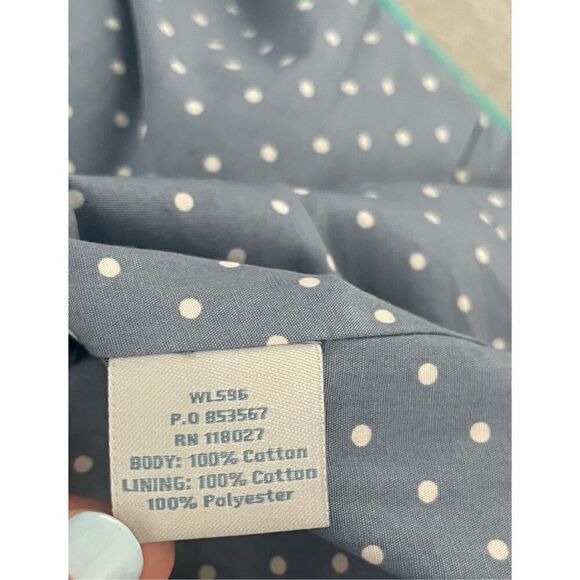 WL596
P.O 853567
RN 118027
BODY: 100% Cotton
LINING: 100% Cotton
100% Polyester